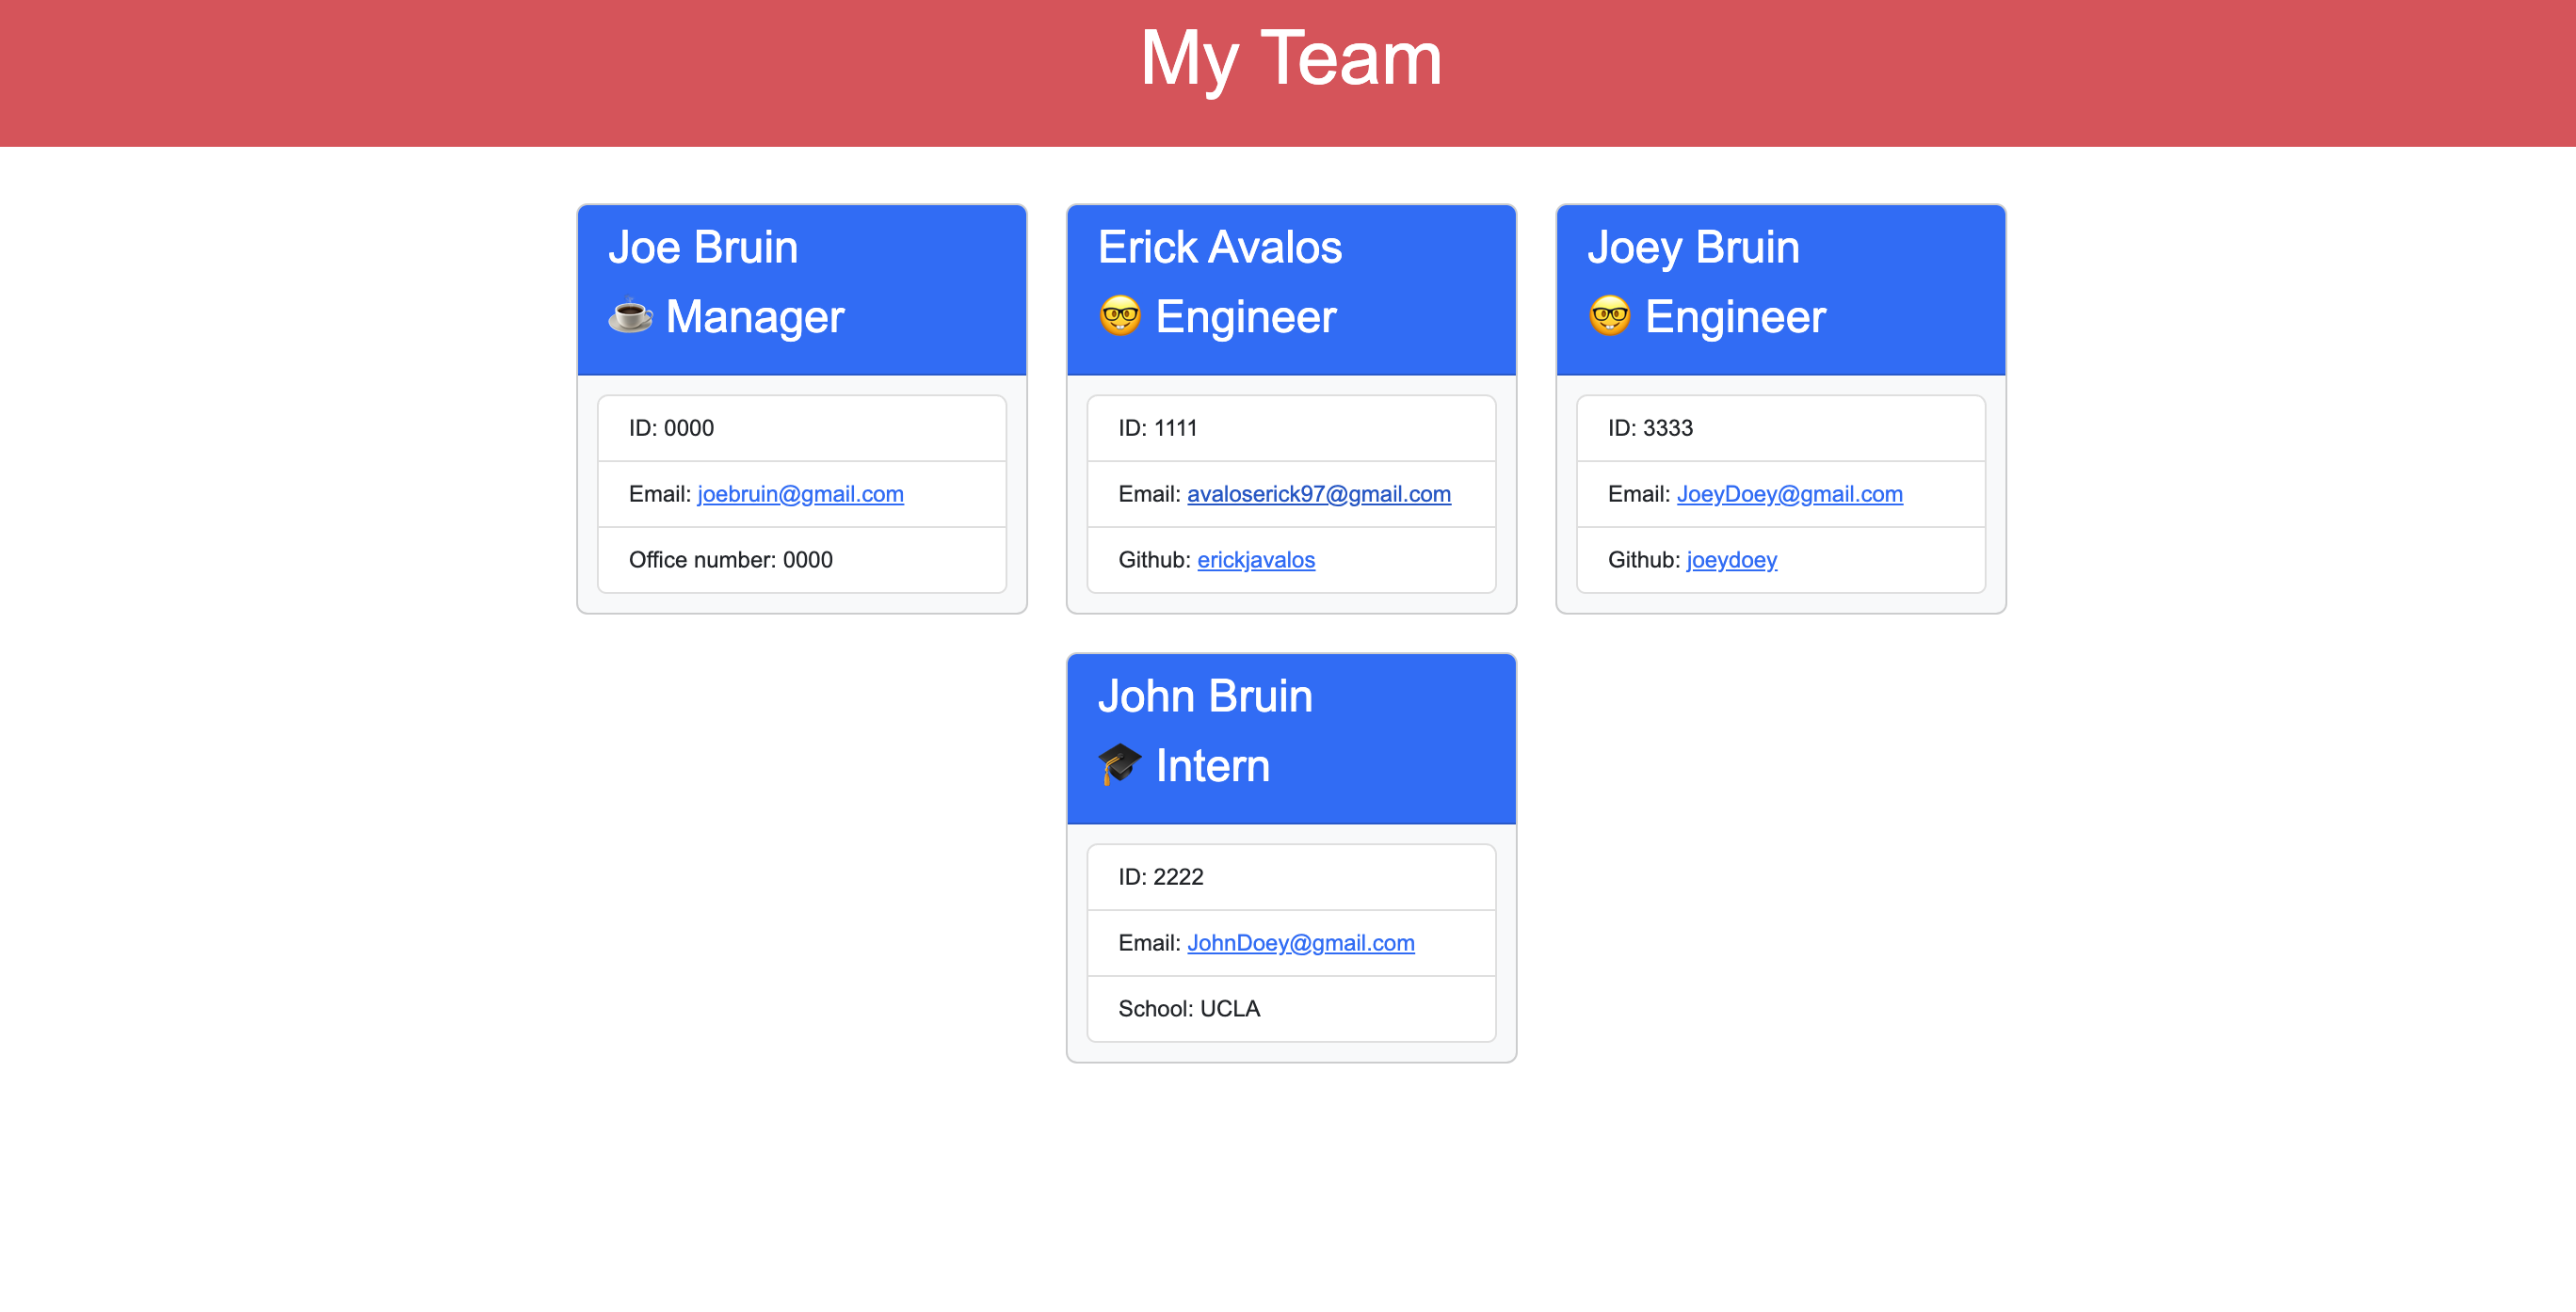 My Team
Joe Bruin
☕ Manager
ID: 0000
Email: joebruin@gmail.com
Office number: 0000
Erick Avalos
🤓 Engineer
ID: 1111
Email: avaloserick97@gmail.com
Github: erickjavalos
Joey Bruin
🤓 Engineer
ID: 3333
Email: JoeyDoey@gmail.com
Github: joeydoey
John Bruin
🎓 Intern
ID: 2222
Email: JohnDoey@gmail.com
School: UCLA